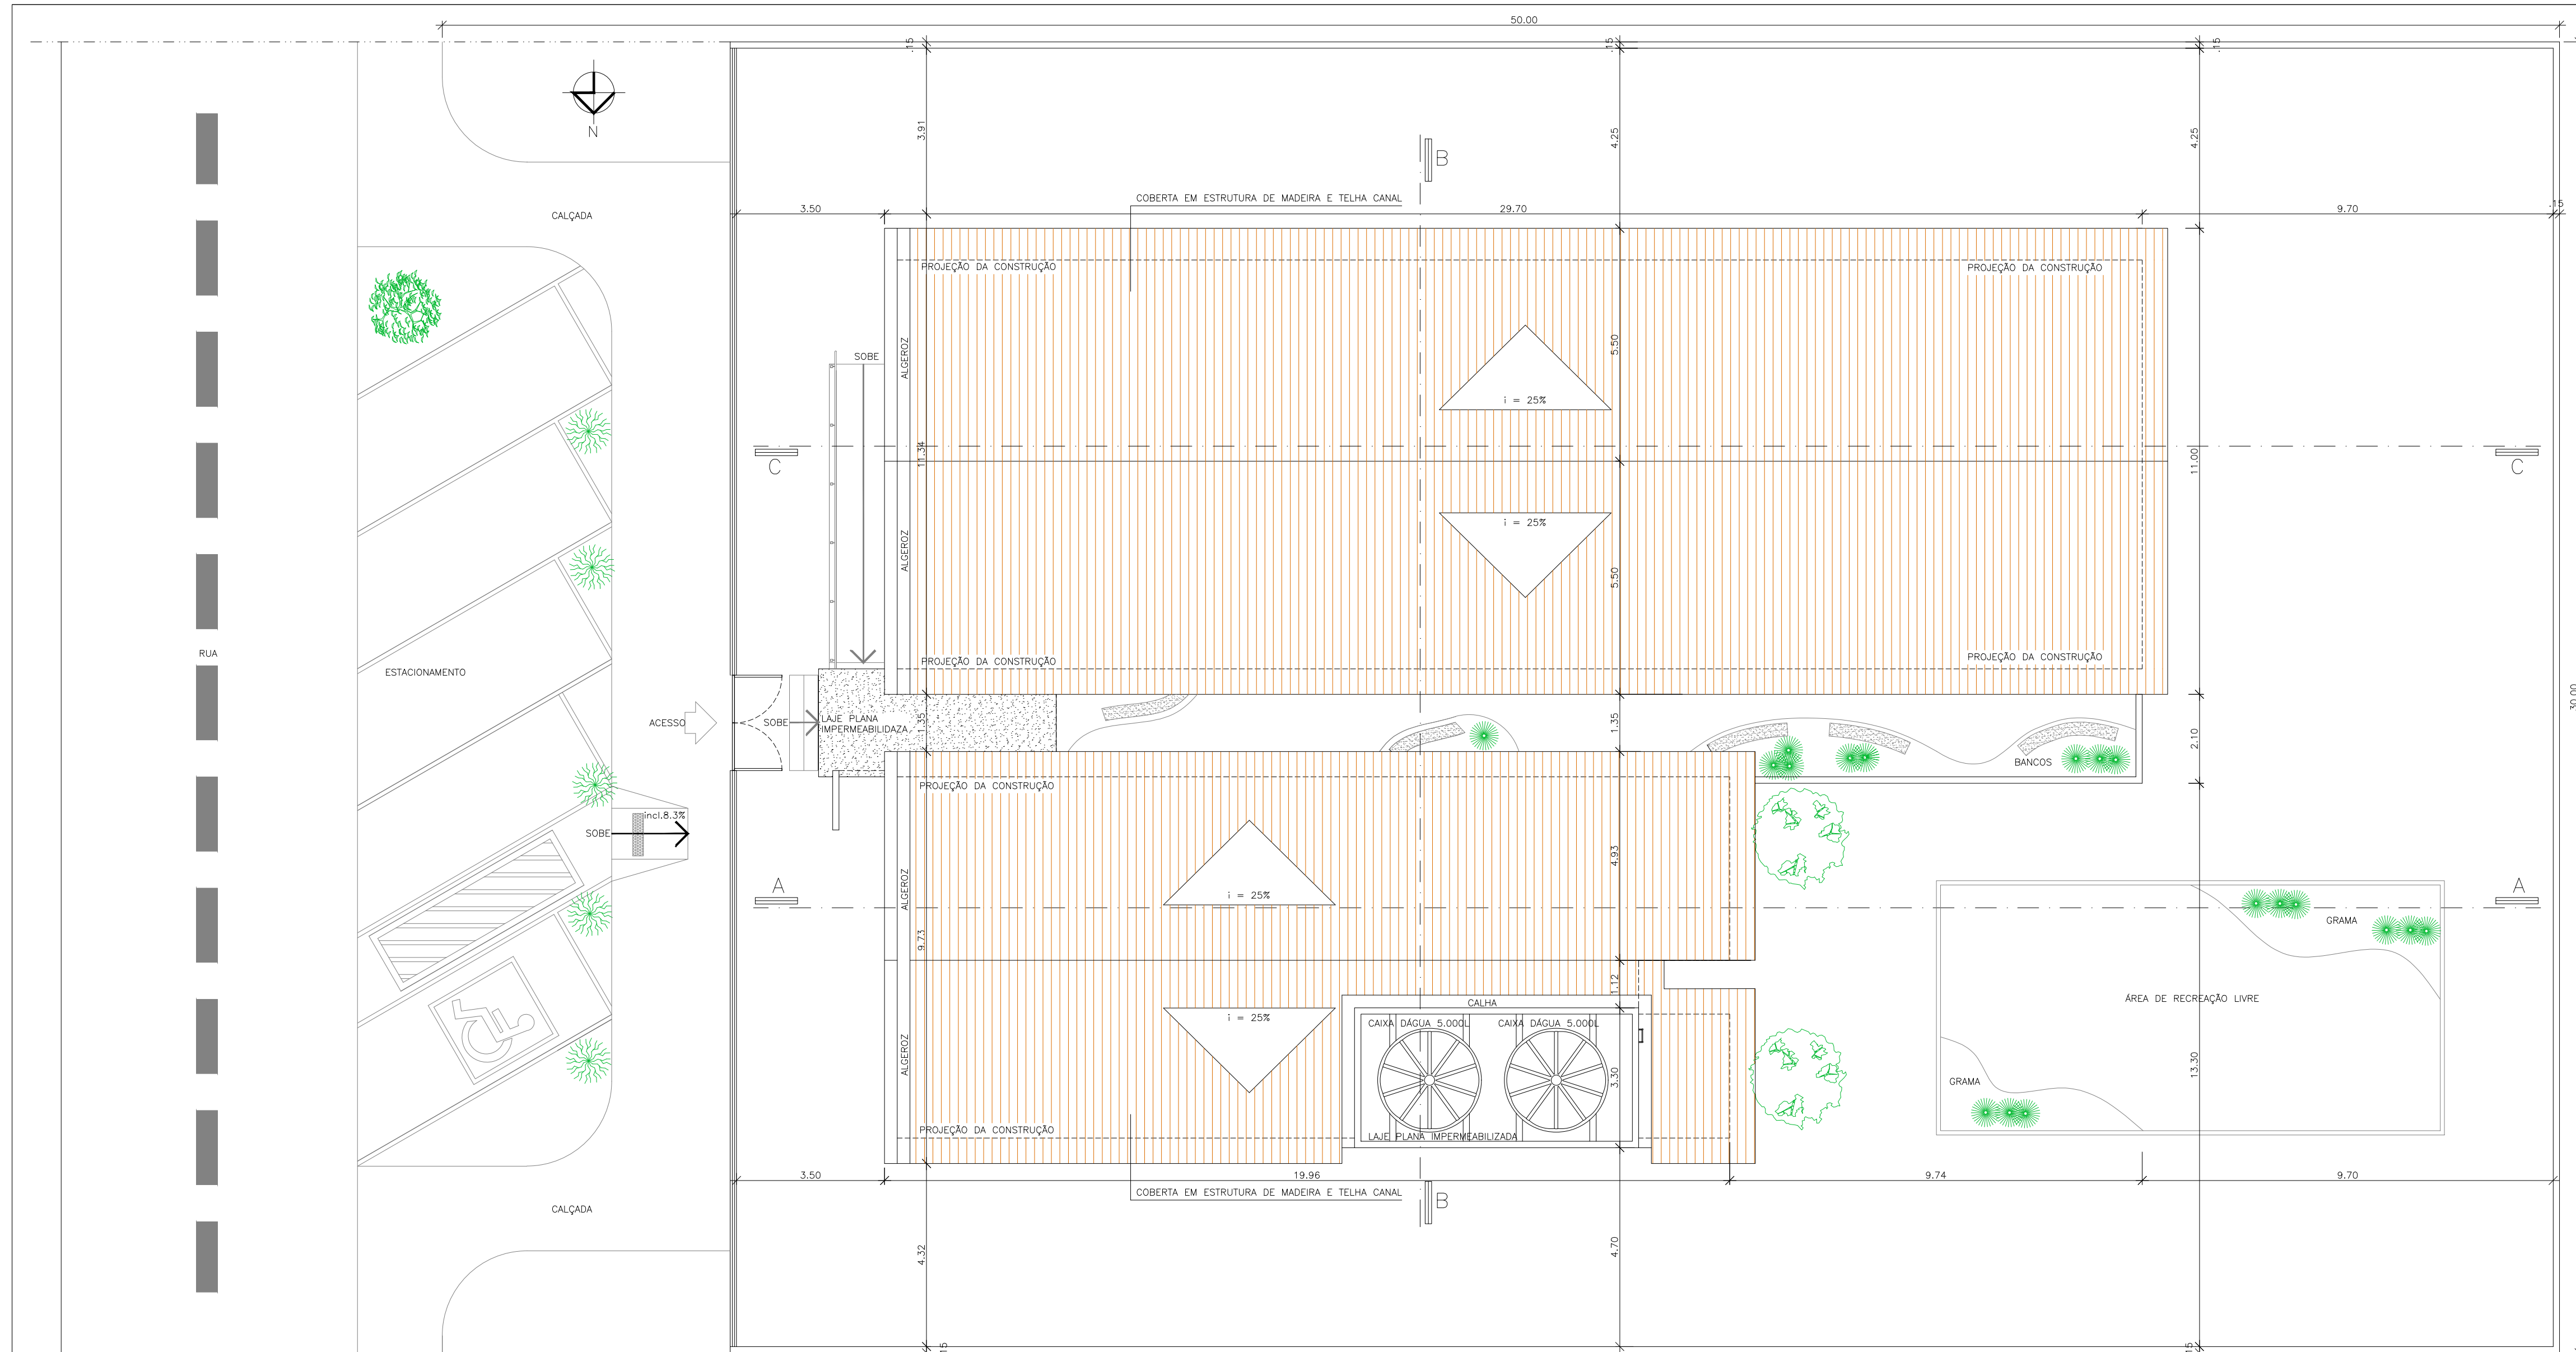 50.00
.15
.15
.15
N
3.91
4.25
4.25
B
CALÇADA
COBERTA EM ESTRUTURA DE MADEIRA E TELHA CANAL
3.50
29.70
9.70
.15
PROJEÇÃO DA CONSTRUÇÃO
PROJEÇÃO DA CONSTRUÇÃO
SOBE
ALGEROZ
5.50
i = 25%
C
11.34
11.00
C
i = 25%
ALGEROZ
5.50
RUA
ESTACIONAMENTO
PROJEÇÃO DA CONSTRUÇÃO
PROJEÇÃO DA CONSTRUÇÃO
30.00
ACESSO
SOBE
LAJE PLANA
IMPERMEABILIDAZA
1.35
1.35
2.10
BANCOS
PROJEÇÃO DA CONSTRUÇÃO
incl.8.3%
SOBE
4.93
A
ALGEROZ
i = 25%
A
GRAMA
9.73
1.12
CALHA
ÁREA DE RECREAÇÃO LIVRE
i = 25%
CAIXA DÁGUA 5.000L
CAIXA DÁGUA 5.000L
ALGEROZ
3.30
13.30
GRAMA
PROJEÇÃO DA CONSTRUÇÃO
LAJE PLANA IMPERMEABILIZADA
3.50
19.96
9.74
9.70
COBERTA EM ESTRUTURA DE MADEIRA E TELHA CANAL
B
CALÇADA
4.32
4.70
15
15